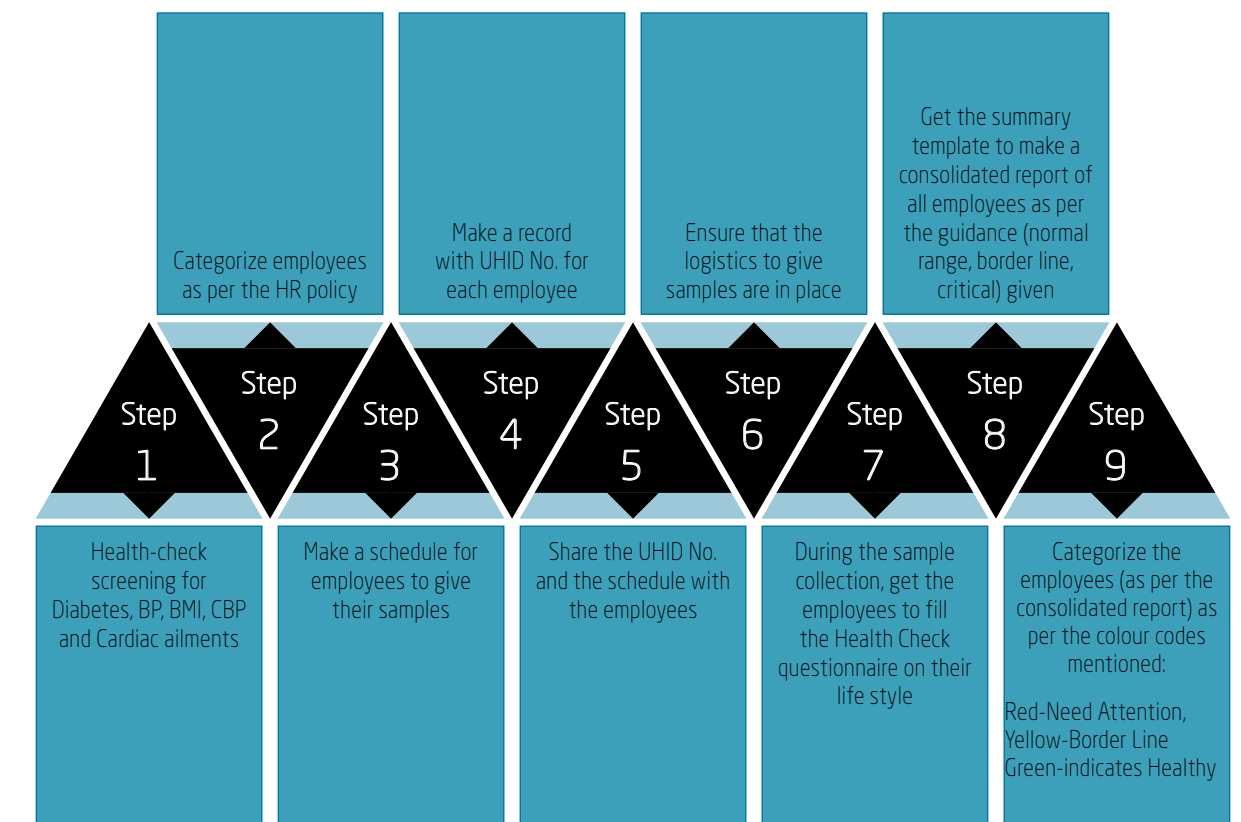 Categorize employees
as per the HR policy
Make a record
with UHID No. for
each employee
Ensure that the
logistics to give
samples are in place
Get the summary
template to make a
consolidated report of
all employees as per
the guidance (normal
range, border line,
critical) given
Step
1
Step
2
Step
3
Step
4
Step
5
Step
6
Step
7
Step
8
Step
9
Health-check
screening for
Diabetes, BP, BMI, CBP
and Cardiac ailments
Make a schedule for
employees to give
their samples
Share the UHID No.
and the schedule with
the employees
During the sample
collection, get the
employees to fill
the Health Check
questionnaire on their
life style
Categorize the
employees (as per the
consolidated report) as
per the colour codes
mentioned:
Red-Need Attention,
Yellow-Border Line
Green-indicates Healthy